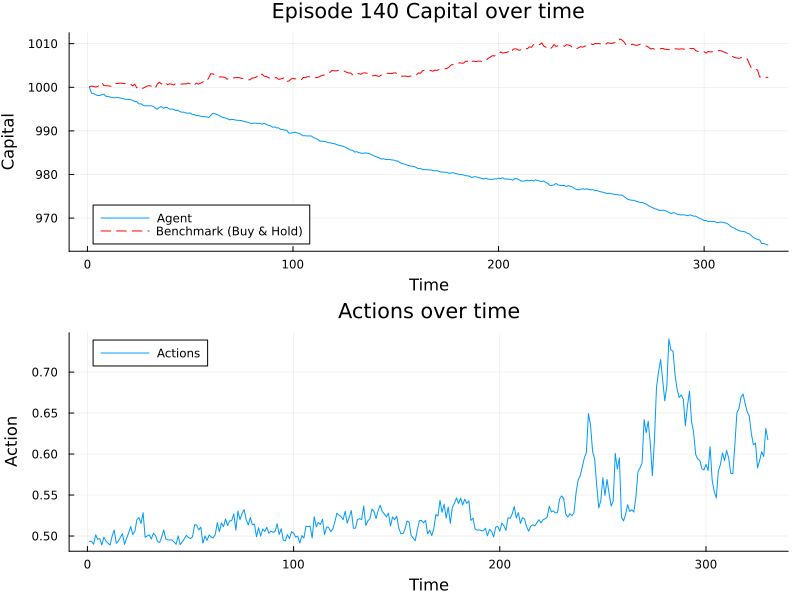 Episode 140 Capital over time
Capital
1010
1000
990
980
970
Agent
Benchmark (Buy & Hold)
0 100 200 300
Time
Actions over time
Action
Actions
0.70
0.65
0.60
0.55
0.50
0 100 200 300
Time